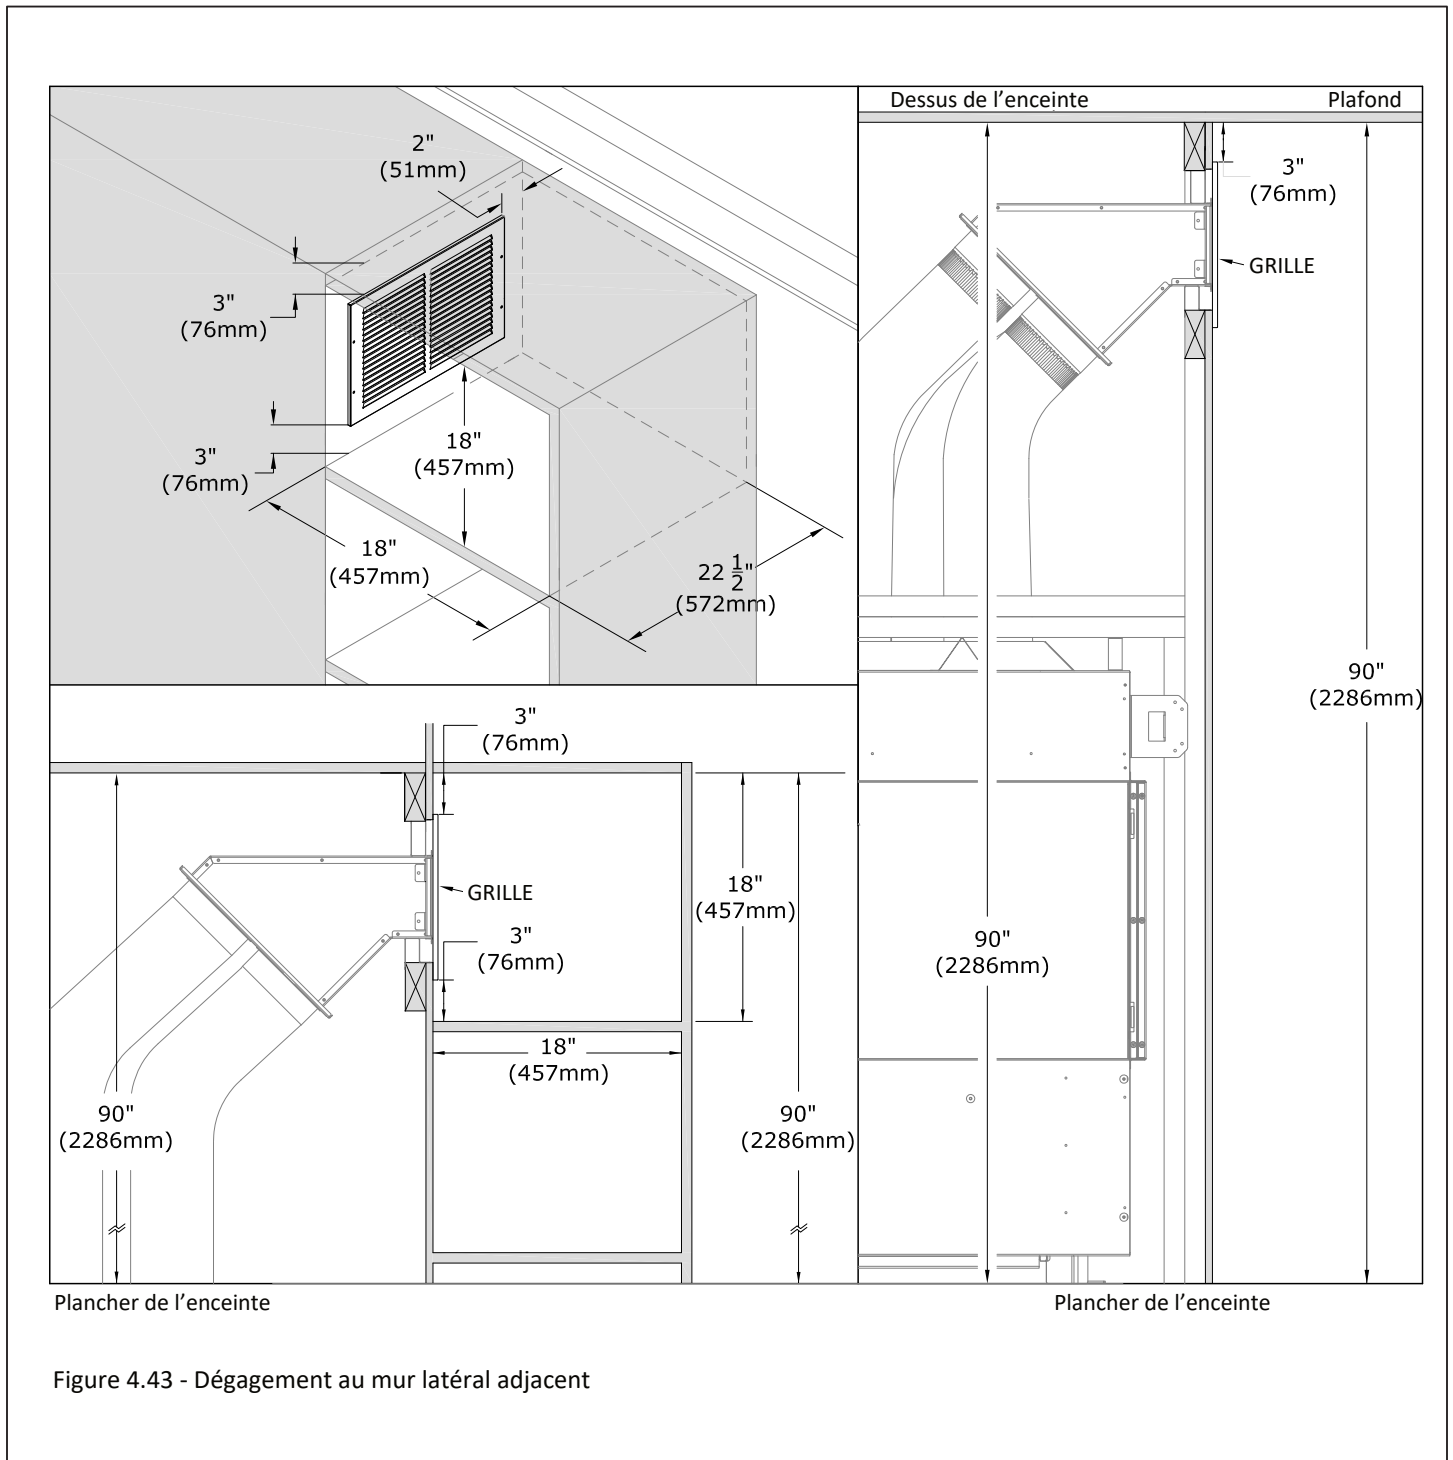 2"
(51mm)
3"
(76mm)
3"
(76mm)
18"
(457mm)
18"
(457mm)
22 1/2"
(572mm)
Dessus de l’enceinte
Plafond
3"
(76mm)
GRILLE
90"
(2286mm)
90"
(2286mm)
Plancher de l’enceinte
3"
(76mm)
GRILLE
3"
(76mm)
18"
(457mm)
18"
(457mm)
90"
(2286mm)
90"
(2286mm)
Plancher de l’enceinte
Figure 4.43 - Dégagement au mur latéral adjacent